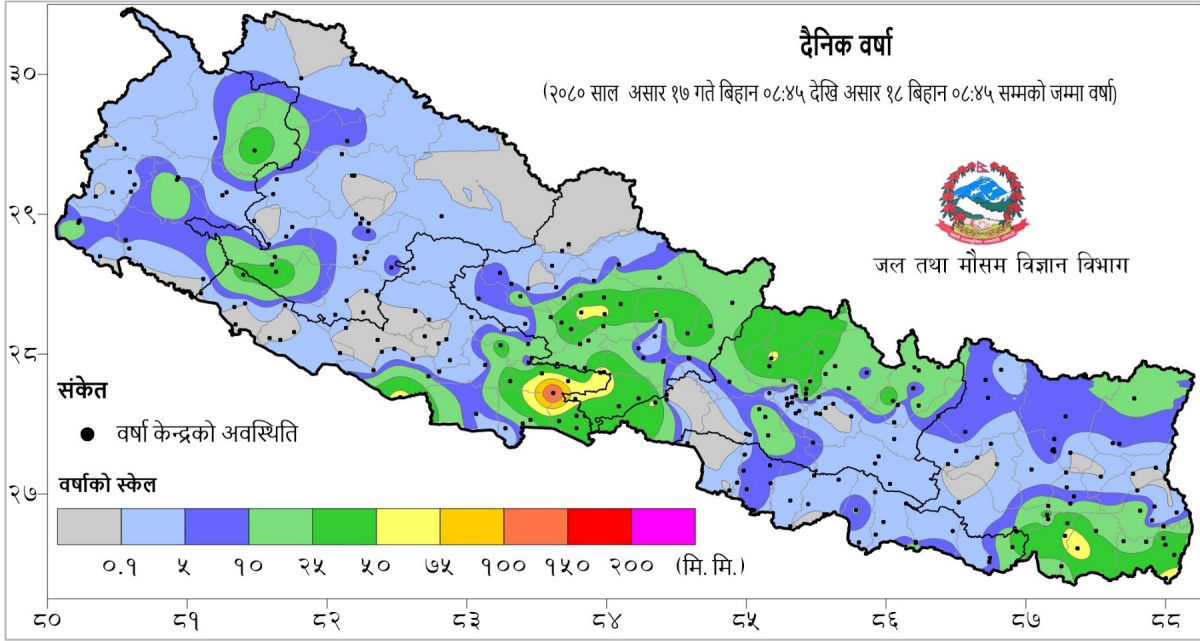 दैनिक वर्षा
(२०८० साल असार १७ गते बिहान ०८:४५ देखि असार १८ बिहान ०८:४५ सम्मको जम्मा वर्षा)
जल तथा मौसम विज्ञान विभाग
३०
२९
२८
२७
संकेत
वर्षा केन्द्रको अवस्थिति
वर्षाको स्केल
०.१ ५ १० २५ ५० ७५ १०० १५० २०० (मि. मि.)
८० ८१ ८२ ८३ ८४ ८५ ८६ ८७ ८८